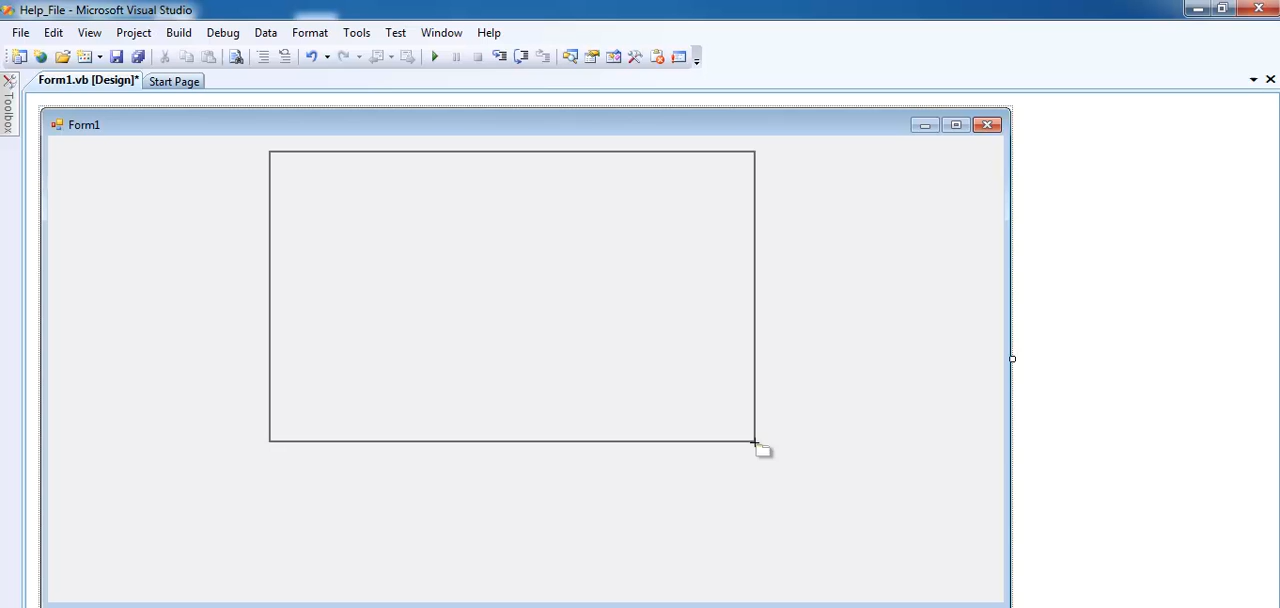 Help_File - Microsoft Visual Studio
File Edit View Project Build Debug Data Format Tools Test Window Help
Form1.vb [Design]* Start Page
Toolbox
Form1